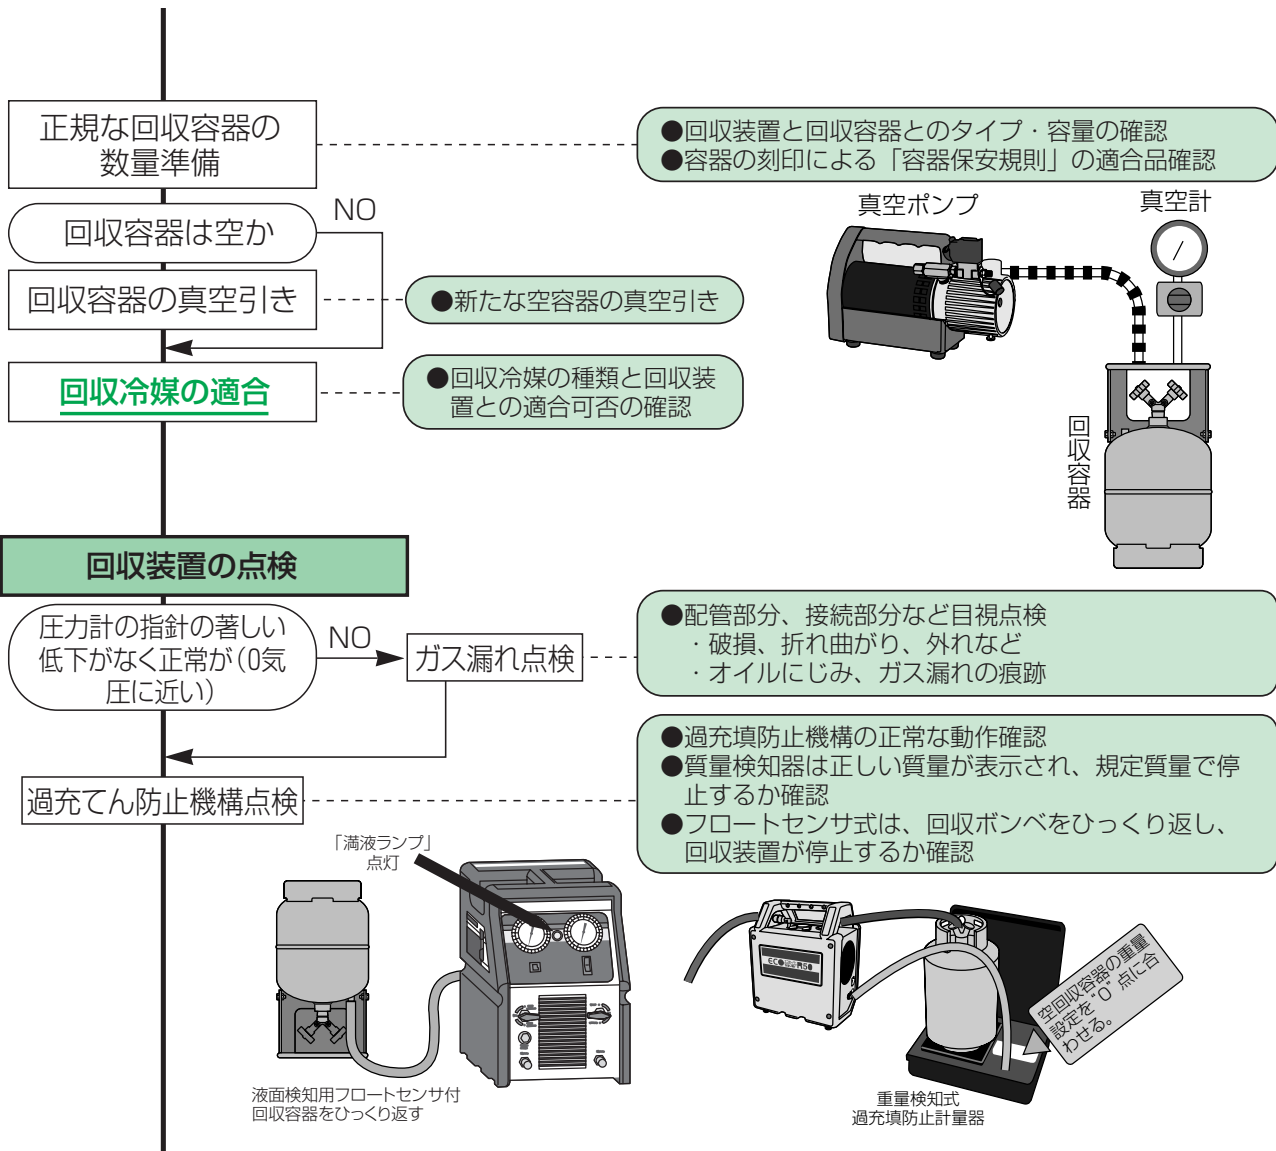 正規な回収容器の
数量準備
●回収装置と回収容器とのタイプ・容量の確認
●容器の刻印による「容器保安規則」の適合品確認
回収容器は空か
NO
真空ポンプ
真空計
回収容器の真空引き
●新たな空容器の真空引き
回収冷媒の適合
●回収冷媒の種類と回収装
置との適合可否の確認
回収容器
回収装置の点検
圧力計の指針の著しい
低下がなく正常が(0気
圧に近い)
NO
ガス漏れ点検
●配管部分、接続部分など目視点検
・破損、折れ曲がり、外れなど
・オイルにじみ、ガス漏れの痕跡
過充てん防止機構点検
●過充填防止機構の正常な動作確認
●質量検知器は正しい質量が表示され、規定質量で停
止するか確認
●フロートセンサ式は、回収ボンベをひっくり返し、
回収装置が停止するか確認
「満液ランプ」
点灯
液面検知用フロートセンサ付
回収容器をひっくり返す
空回収容器の重量
設定を“0”点に合
わせる。
重量検知式
過充填防止計量器